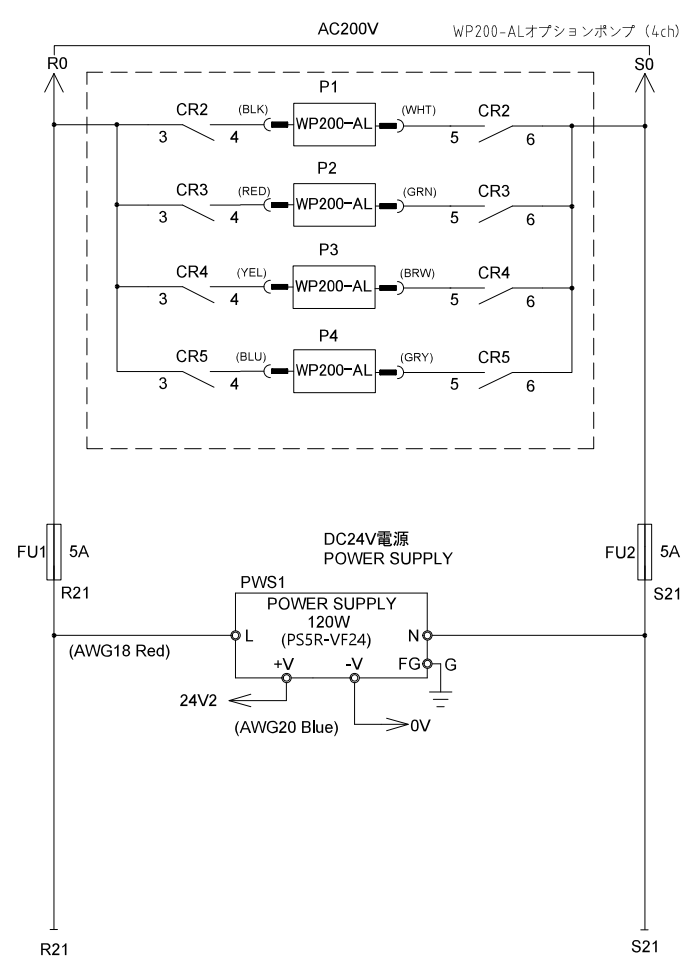 AC200V
WP200-ALオプションポンプ (4ch)
R0
S0
P1
CR2 (BLK) WP200-AL (WHT) CR2
3 4 5 6
P2
CR3 (RED) WP200-AL (GRN) CR3
3 4 5 6
P3
CR4 (YEL) WP200-AL (BRW) CR4
3 4 5 6
P4
CR5 (BLU) WP200-AL (GRY) CR5
3 4 5 6
FU1 5A
R21
DC24V電源
POWER SUPPLY
FU2 5A
S21
PWS1
POWER SUPPLY
120W
(PS5R-VF24)
L
N
(AWG18 Red)
+V
-V
FG
G
24V2
(AWG20 Blue)
0V
R21
S21